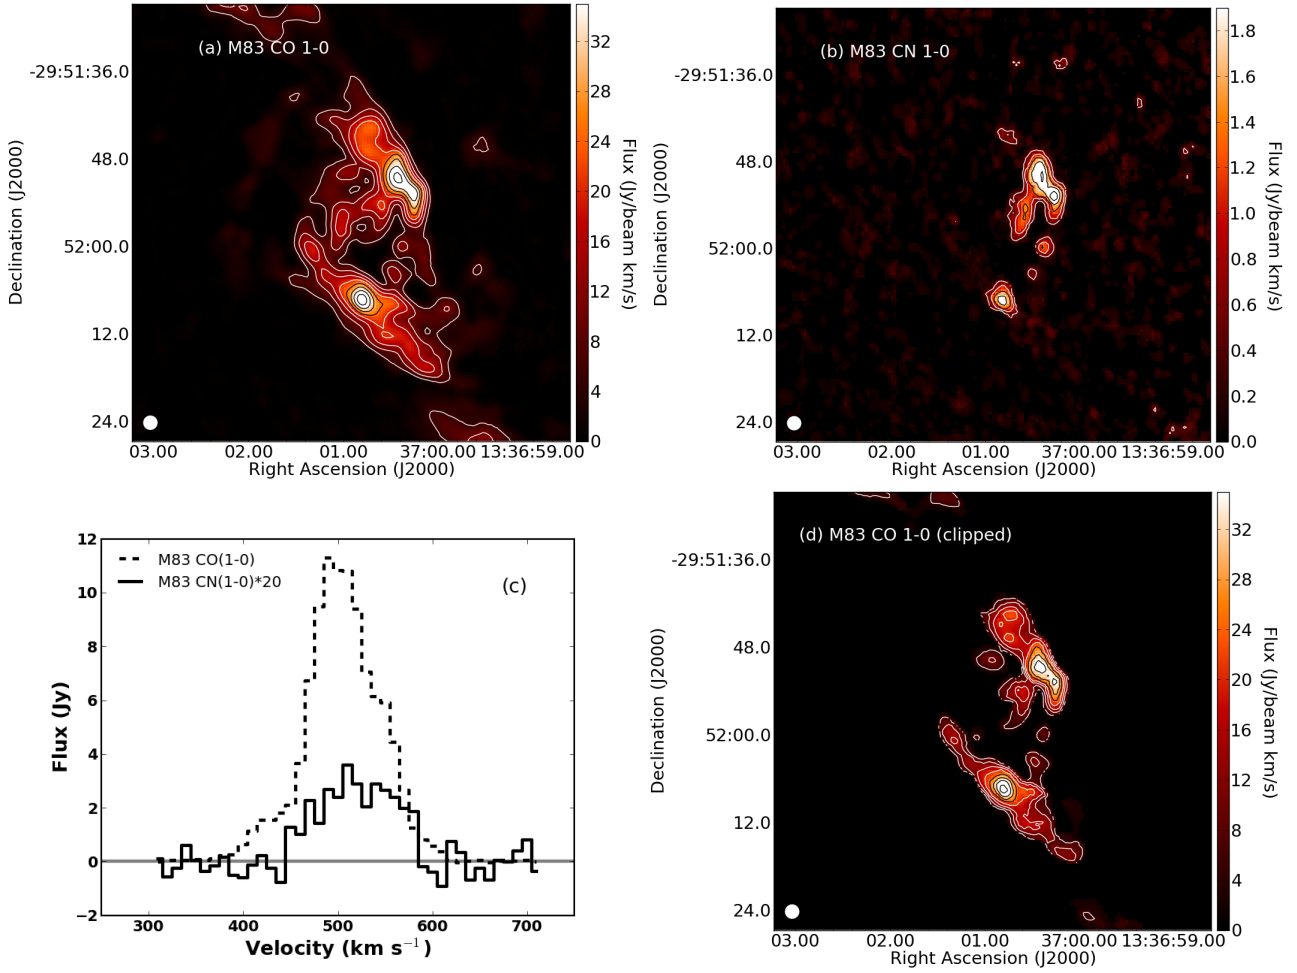 (a) M83 CO 1-0
-29:51:36.0
48.0
52:00.0
12.0
24.0
Declination (J2000)
03.00 02.00 01.00 37:00.00 13:36:59.00
Right Ascension (J2000)
32
28
24
20
16
12
8
4
0
Flux (Jy/beam km/s)
(b) M83 CN 1-0
-29:51:36.0
48.0
52:00.0
12.0
24.0
Declination (J2000)
03.00 02.00 01.00 37:00.00 13:36:59.00
Right Ascension (J2000)
1.8
1.6
1.4
1.2
1.0
0.8
0.6
0.4
0.2
0.0
Flux (Jy/beam km/s)
M83 CO(1-0)
M83 CN(1-0)*20
(c)
12
10
8
6
4
2
0
−2
Flux (Jy)
300 400 500 600 700
Velocity (km s⁻¹)
(d) M83 CO 1-0 (clipped)
-29:51:36.0
48.0
52:00.0
12.0
24.0
Declination (J2000)
03.00 02.00 01.00 37:00.00 13:36:59.00
Right Ascension (J2000)
32
28
24
20
16
12
8
4
0
Flux (Jy/beam km/s)